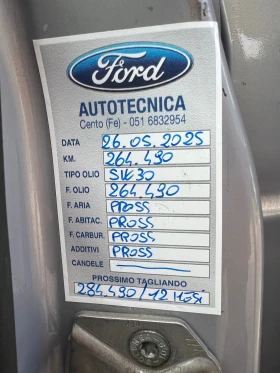 Ford
AUTOTECNICA
Cento (Fe) - 051 6832954
DATA 26.05.2025
KM. 264.490
TIPO OLIO 5W30
F. OLIO 264.490
F. ARIA PROSS
F. ABITAC. PROSS
F. CARBUR. PROSS
ADDITIVI PROSS
CANDELE
PROSSIMO TAGLIANDO
284.490/12 MESI